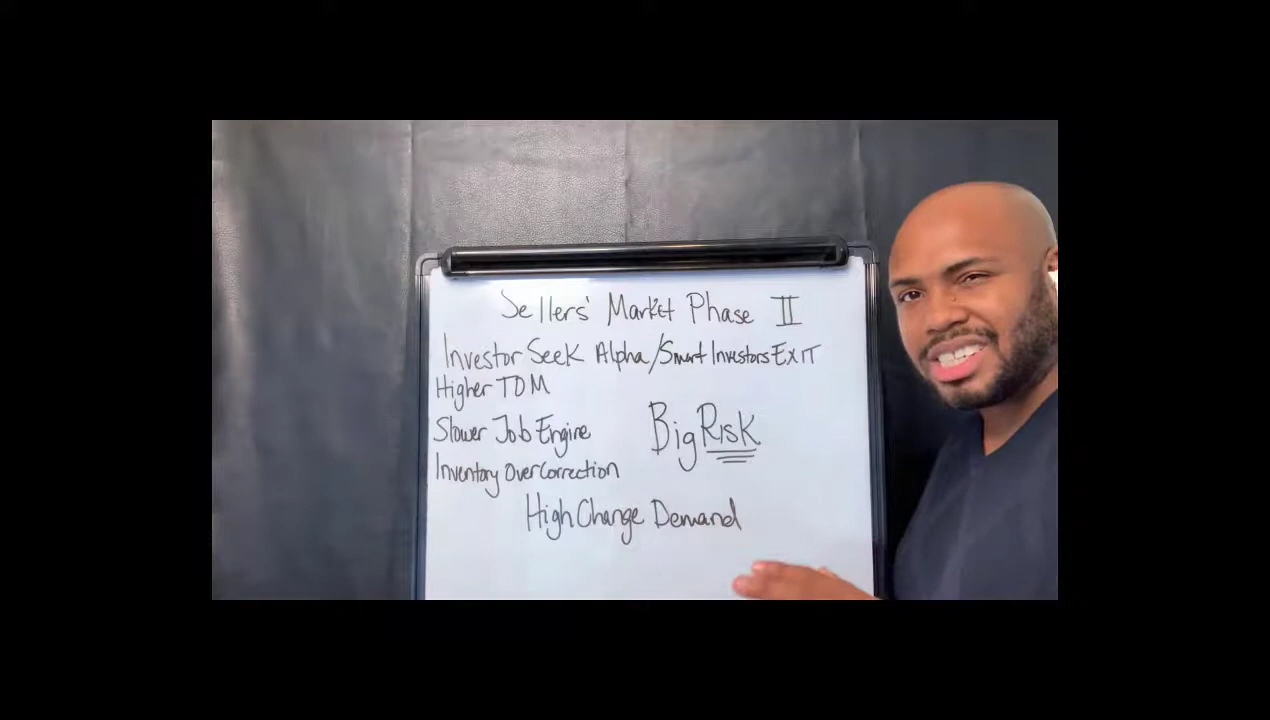 Sellers' Market Phase II
Investor Seek Alpha/Smart Investors EXIT
Higher TOM
Slower Job Engine
Big Risk
Inventory OverCorrection
High Change Demand